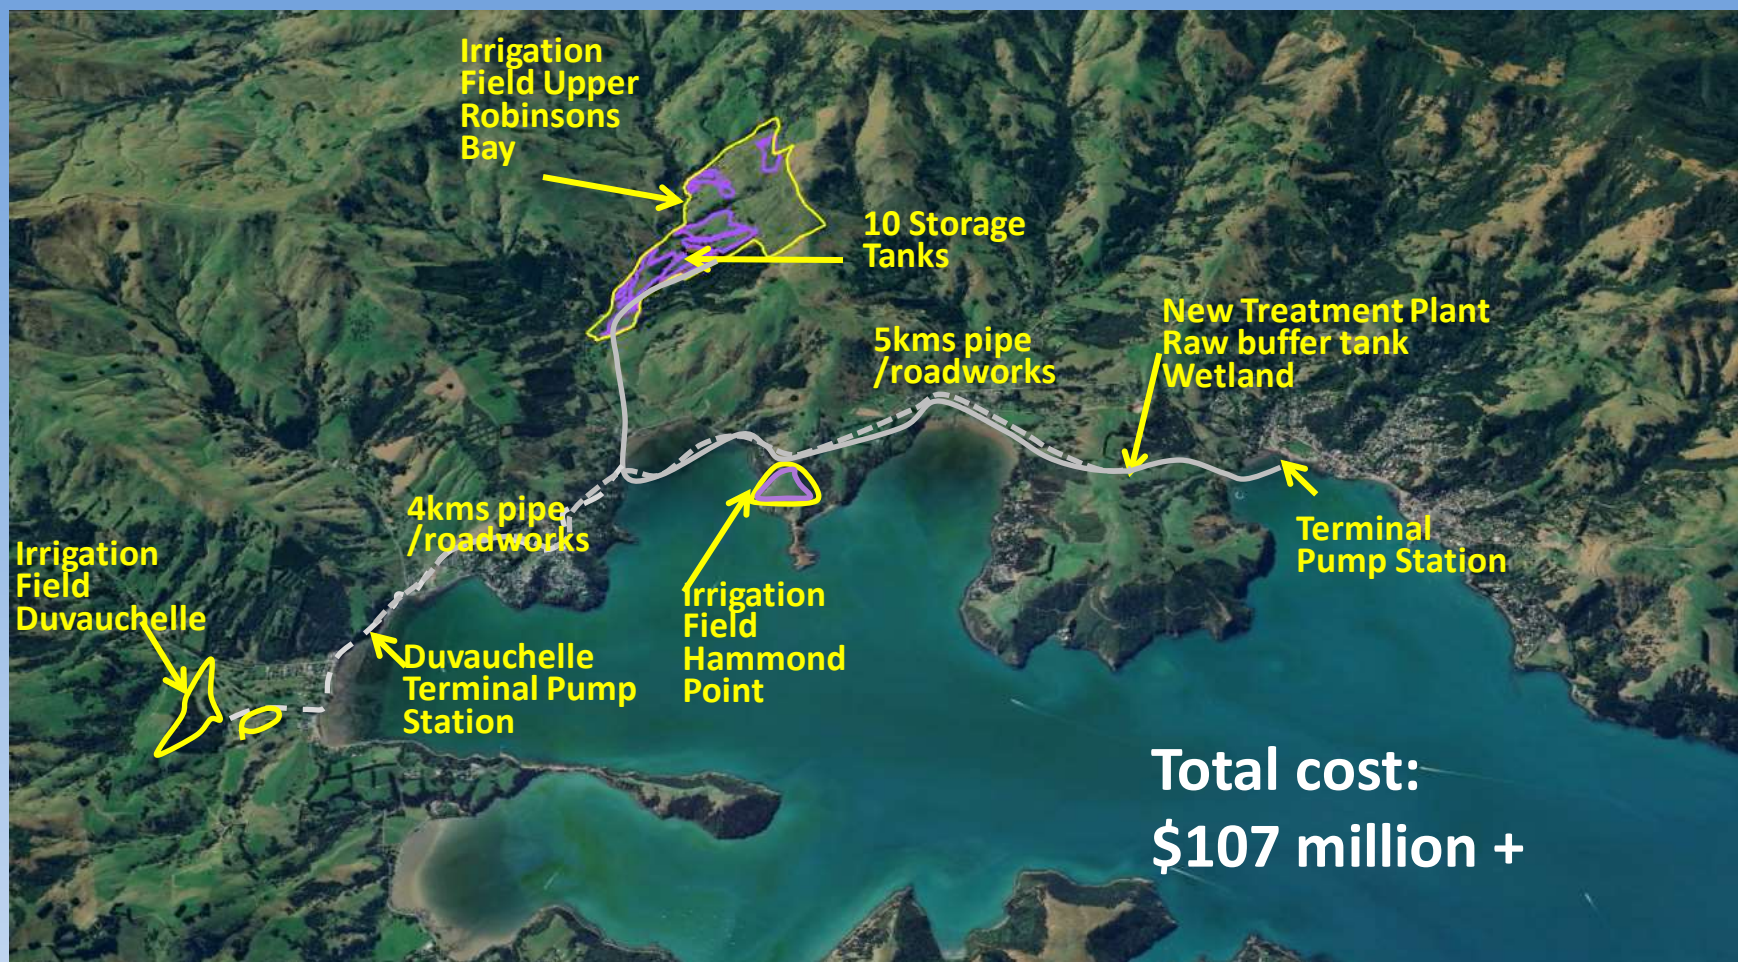 Irrigation
Field Upper
Robinsons
Bay
10 Storage
Tanks
New Treatment Plant
Raw buffer tank
Wetland
5kms pipe
/roadworks
4kms pipe
/roadworks
Terminal
Pump Station
Irrigation
Field
Duvauchelle
Irrigation
Field
Hammond
Point
Duvauchelle
Terminal Pump
Station
Total cost:
$107 million +